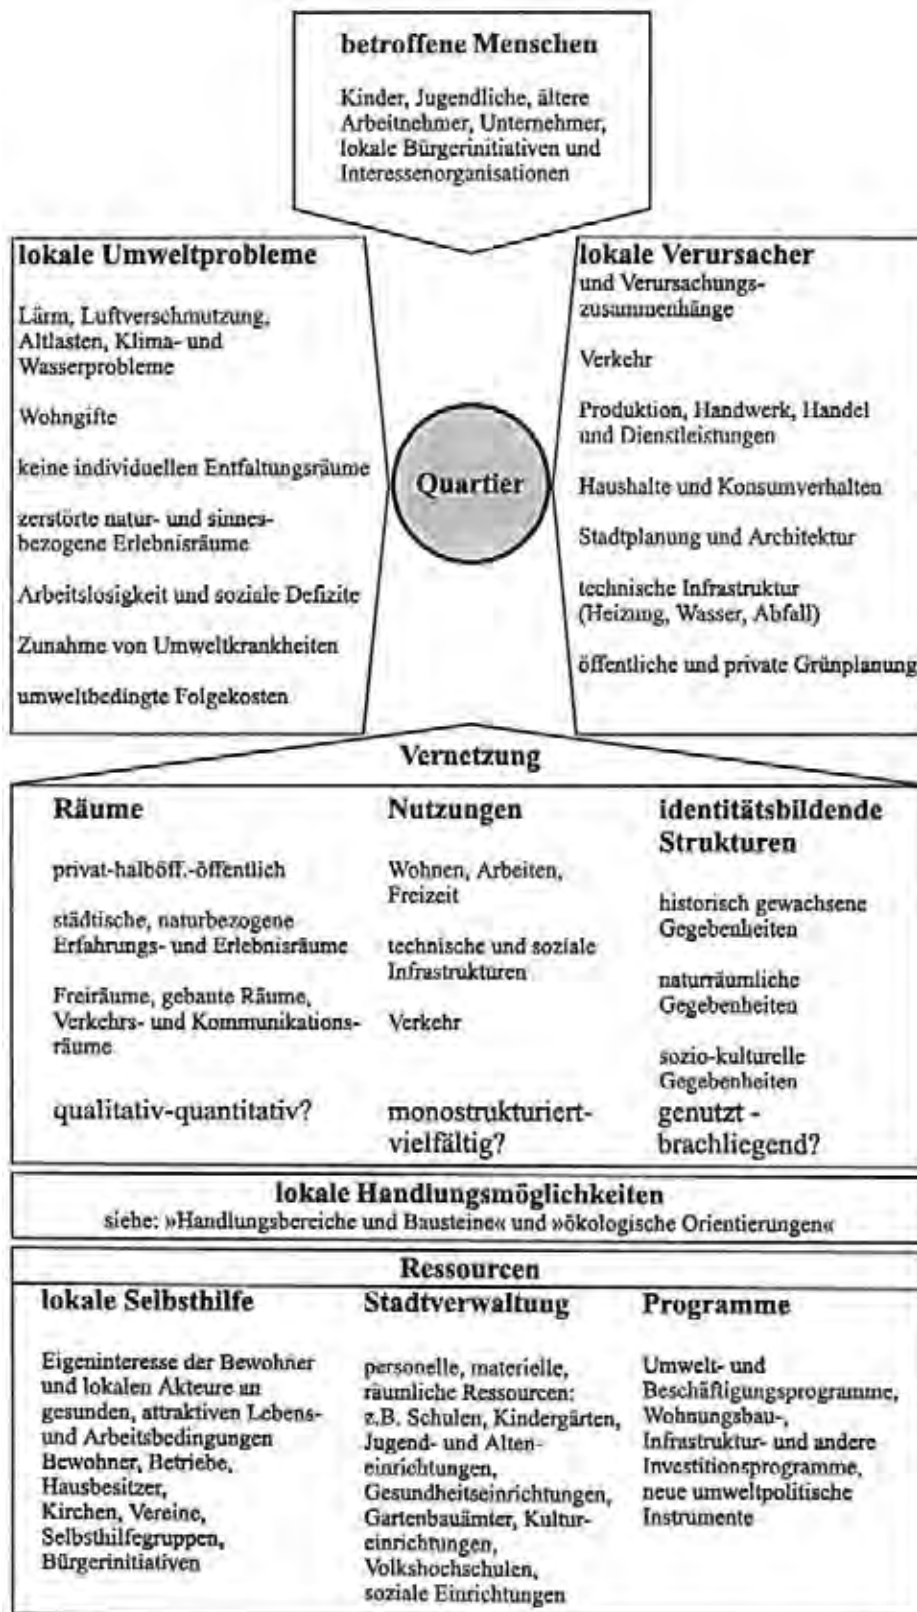 betroffene Menschen
Kinder, Jugendliche, ältere
Arbeitnehmer, Unternehmer,
lokale Bürgerinitiativen und
Interessenorganisationen
lokale Umweltprobleme
Lärm, Luftverschmutzung,
Altlasten, Klima- und
Wasserprobleme
Wohngifte
keine individuellen Entfaltungsräume
zerstörte natur- und sinnes-
bezogene Erlebnisräume
Arbeitslosigkeit und soziale Defizite
Zunahme von Umweltkrankheiten
umweltbedingte Folgekosten
Quartier
lokale Verursacher
und Verursachungs-
zusammenhänge
Verkehr
Produktion, Handwerk, Handel
und Dienstleistungen
Haushalte und Konsumverhalten
Stadtplanung und Architektur
technische Infrastruktur
(Heizung, Wasser, Abfall)
öffentliche und private Grünplanung
Vernetzung
Räume
privat-halböff.-öffentlich
städtische, naturbezogene
Erfahrungs- und Erlebnisräume
Freiräume, gebaute Räume,
Verkehrs- und Kommunikations-
räume
qualitativ-quantitativ?
Nutzungen
Wohnen, Arbeiten,
Freizeit
technische und soziale
Infrastrukturen
Verkehr
monostrukturiert-
vielfältig?
identitätsbildende
Strukturen
historisch gewachsene
Gegebenheiten
naturräumliche
Gegebenheiten
sozio-kulturelle
Gegebenheiten
genutzt -
brachliegend?
lokale Handlungsmöglichkeiten
siehe: »Handlungsbereiche und Bausteine« und »ökologische Orientierungen«
Ressourcen
lokale Selbsthilfe
Eigeninteresse der Bewohner
und lokalen Akteure an
gesunden, attraktiven Lebens-
und Arbeitsbedingungen
Bewohner, Betriebe,
Hausbesitzer,
Kirchen, Vereine,
Selbsthilfegruppen,
Bürgerinitiativen
Stadtverwaltung
personelle, materielle,
räumliche Ressourcen:
z.B. Schulen, Kindergärten,
Jugend- und Alten-
einrichtungen,
Gesundheitseinrichtungen,
Gartenbauämter, Kultur-
einrichtungen,
Volkshochschulen,
soziale Einrichtungen
Programme
Umwelt- und
Beschäftigungsprogramme,
Wohnungsbau-,
Infrastruktur- und andere
Investitionsprogramme,
neue umweltpolitische
Instrumente